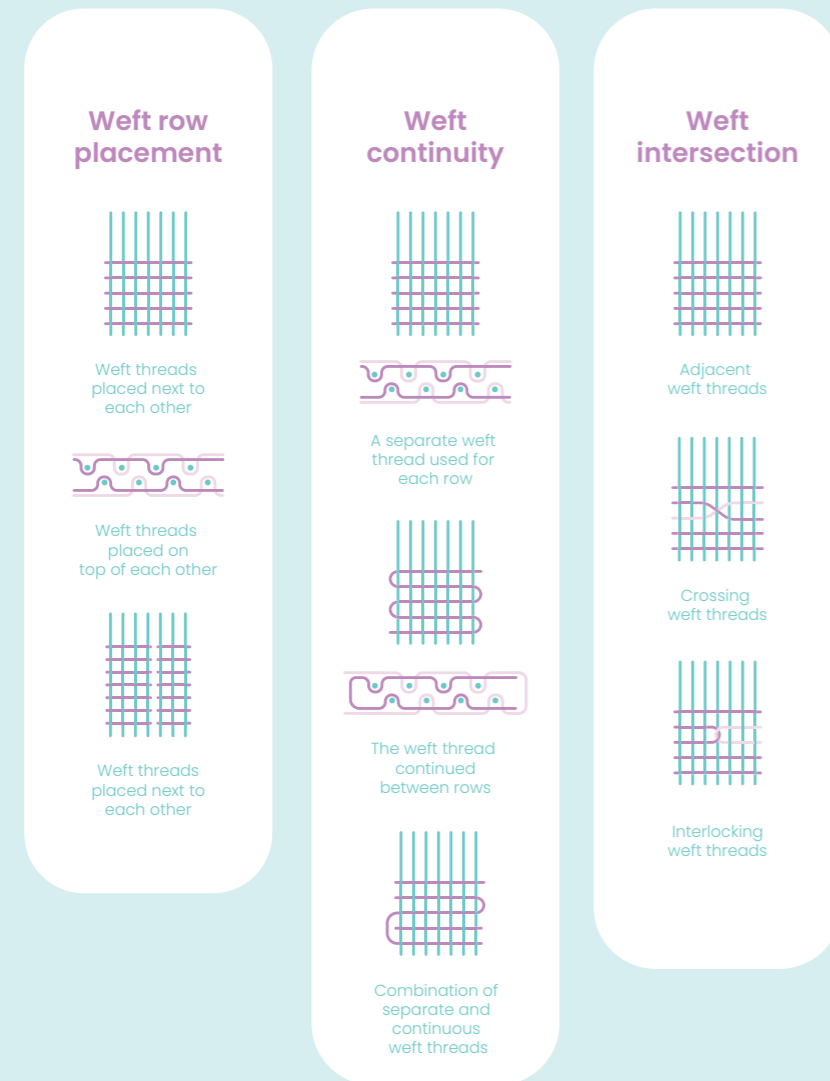 Weft row
placement
Weft threads
placed next to
each other
Weft threads
placed on
top of each other
Weft threads
placed next to
each other
Weft
continuity
A separate weft
thread used for
each row
The weft thread
continued
between rows
Combination of
separate and
continuous
weft threads
Weft
intersection
Adjacent
weft threads
Crossing
weft threads
Interlocking
weft threads